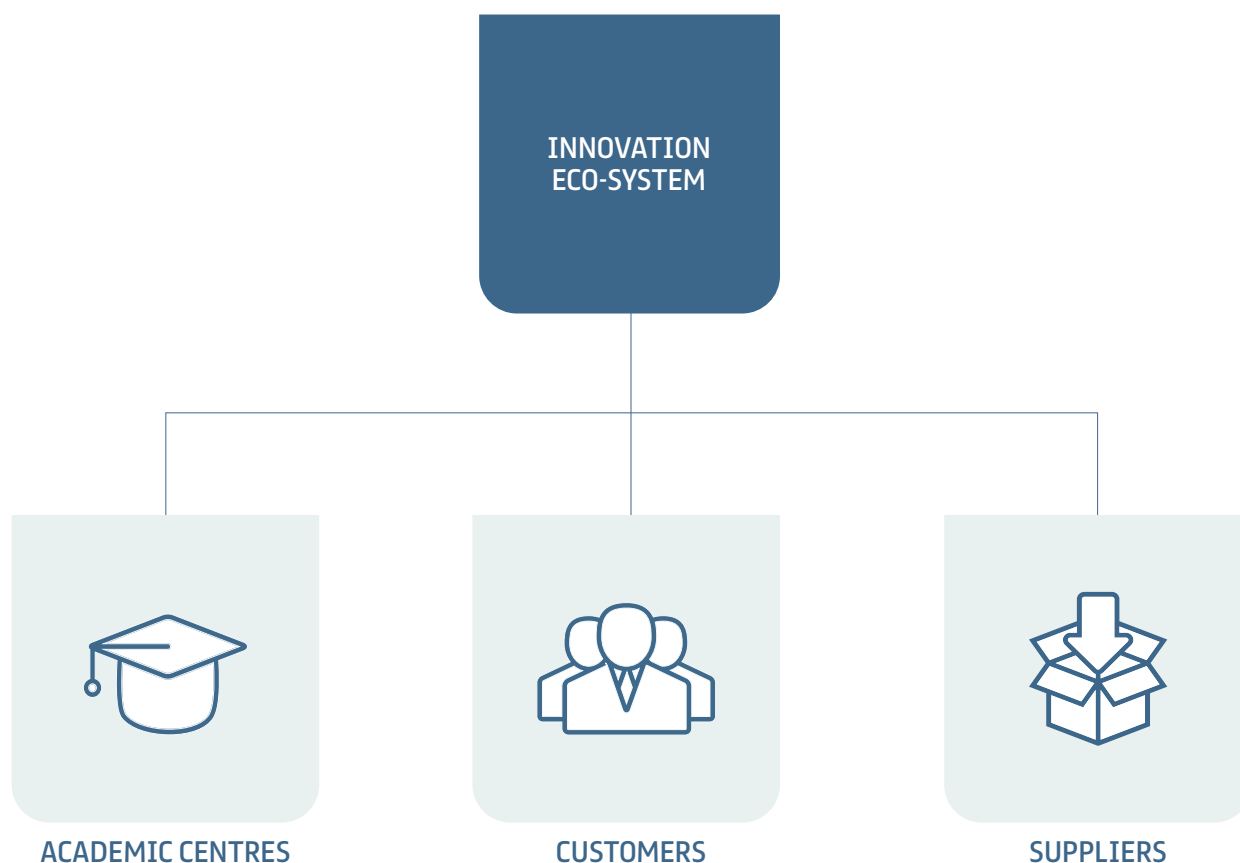 INNOVATION
ECO-SYSTEM
ACADEMIC CENTRES
CUSTOMERS
SUPPLIERS